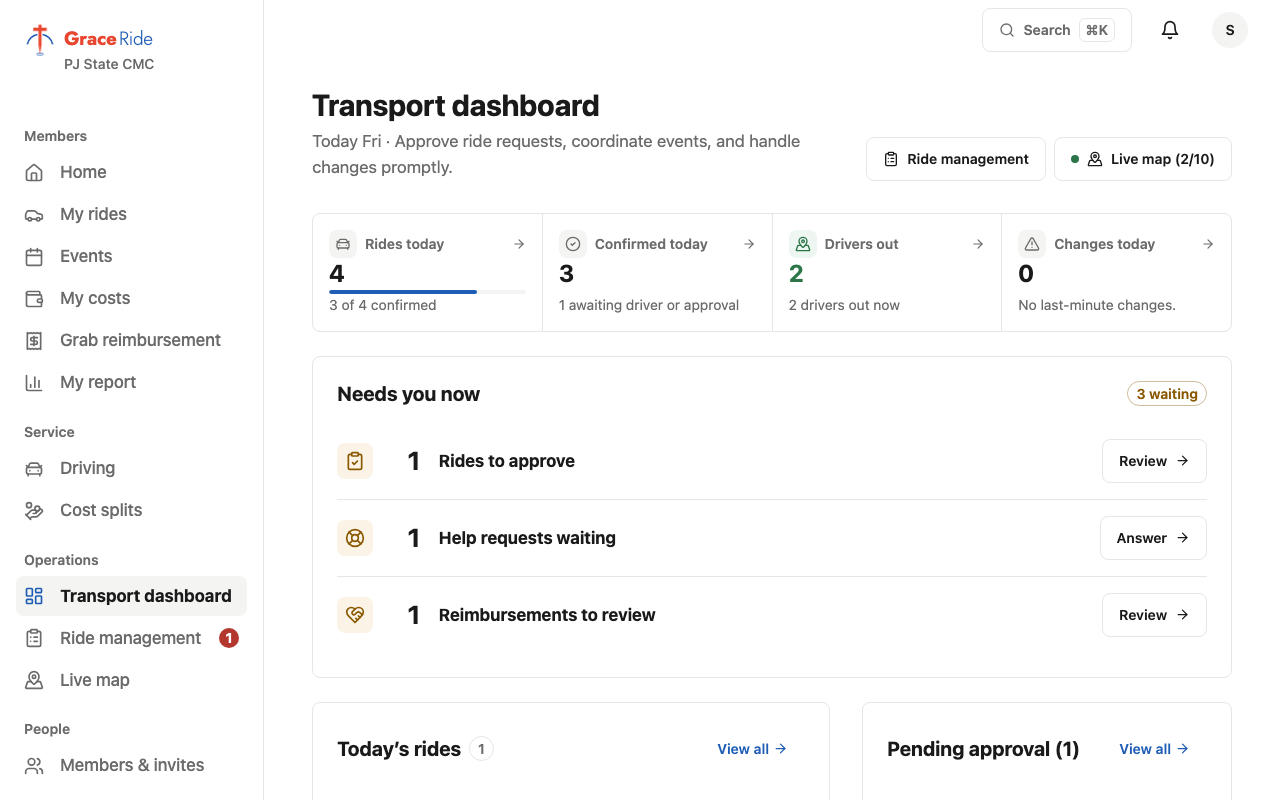 Grace Ride
PJ State CMC
Members
Home
My rides
Events
My costs
Grab reimbursement
My report
Service
Driving
Cost splits
Operations
Transport dashboard
Ride management 1
Live map
People
Members & invites
Search ⌘K
S
Transport dashboard
Today Fri · Approve ride requests, coordinate events, and handle
changes promptly.
Ride management
Live map (2/10)
Rides today
4
3 of 4 confirmed
Confirmed today
3
1 awaiting driver or approval
Drivers out
2
2 drivers out now
Changes today
0
No last-minute changes.
Needs you now
3 waiting
1 Rides to approve
Review
1 Help requests waiting
Answer
1 Reimbursements to review
Review
Today’s rides 1
View all
Pending approval (1)
View all